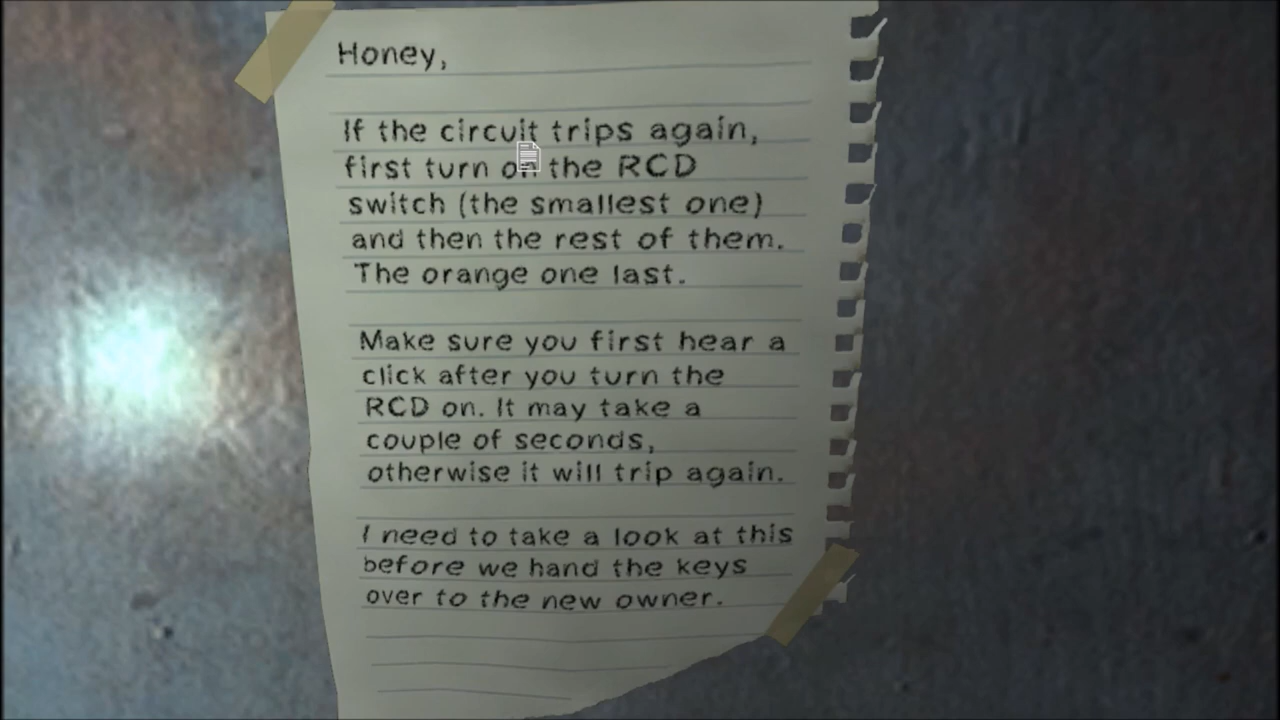 Honey,
If the circuit trips again,
first turn on the RCD
switch (the smallest one)
and then the rest of them.
The orange one last.
Make sure you first hear a
click after you turn the
RCD on. It may take a
couple of seconds,
otherwise it will trip again.
I need to take a look at this
before we hand the keys
over to the new owner.